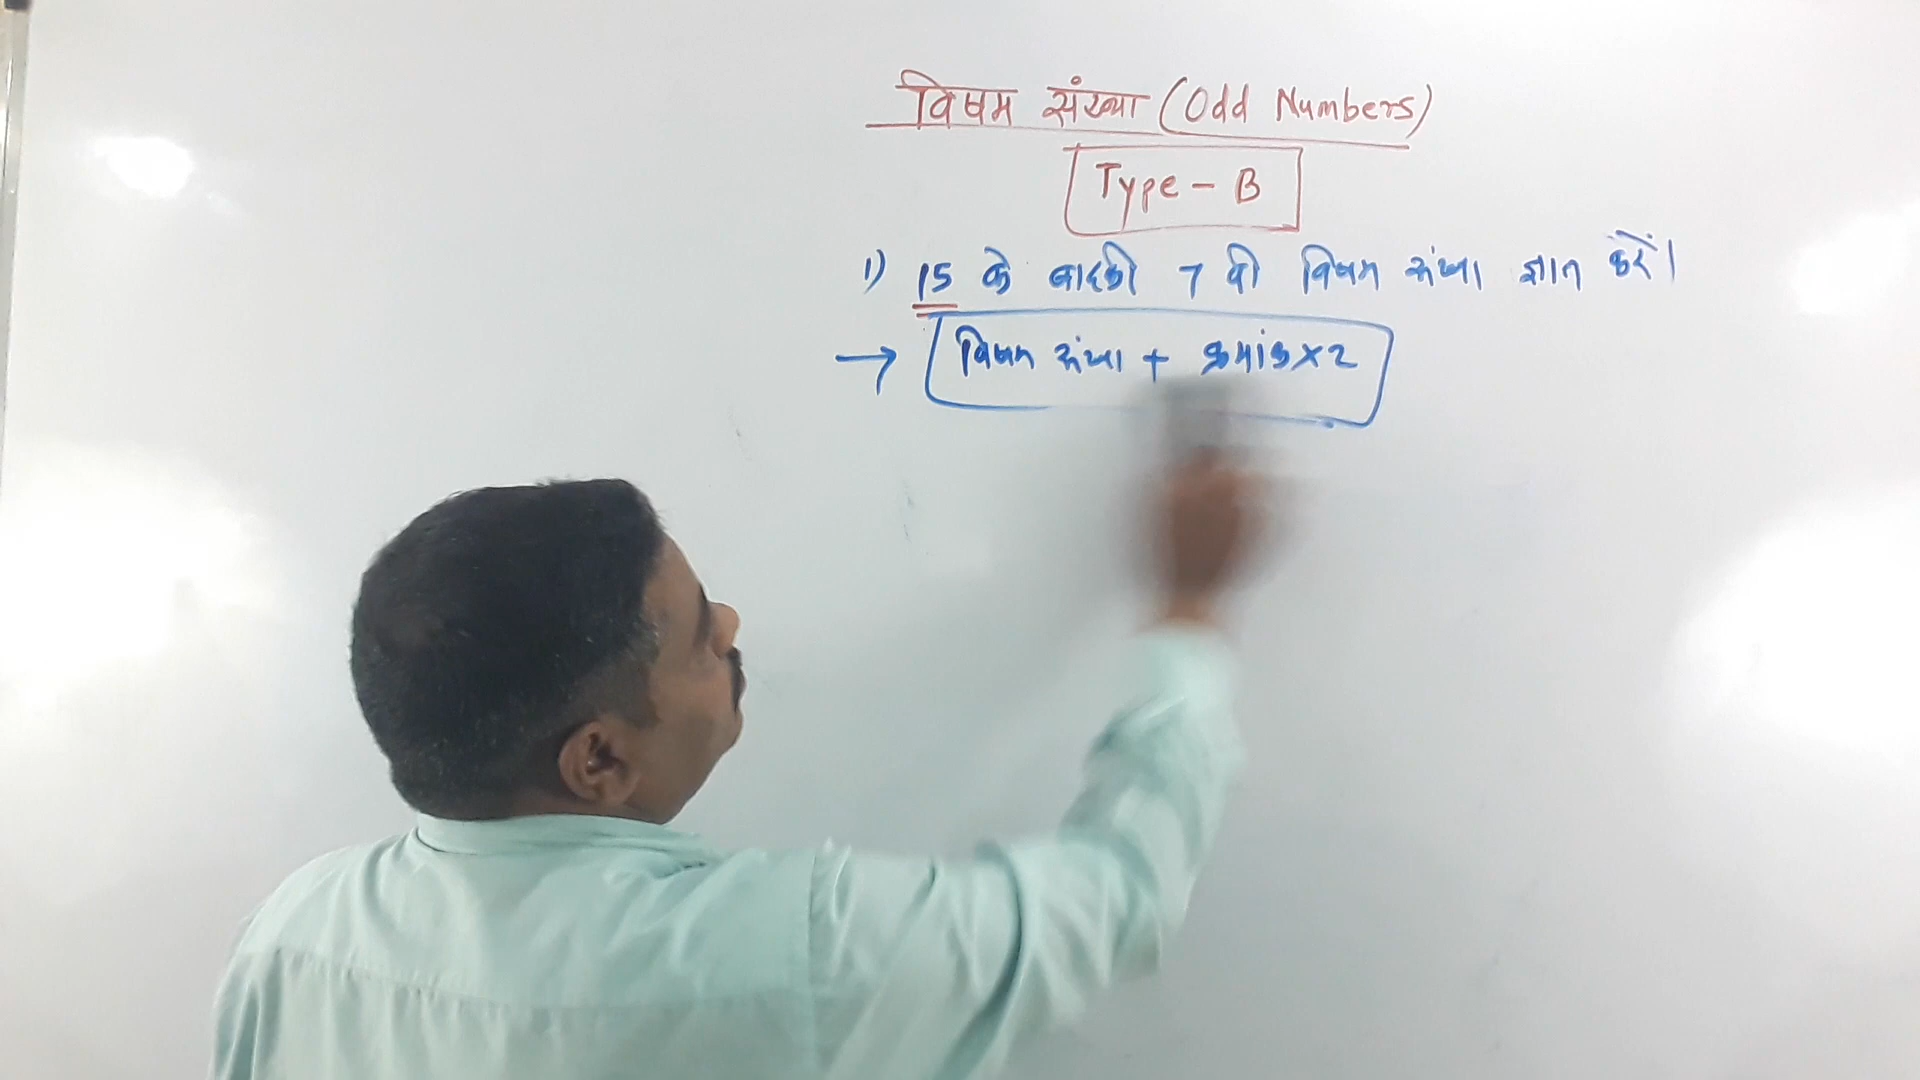 विषम संख्या (Odd Numbers)
Type - B
1) 15 के बादकी 7 वी विषम संख्या ज्ञात करें।
→ विषम संख्या + क्रमांक×2